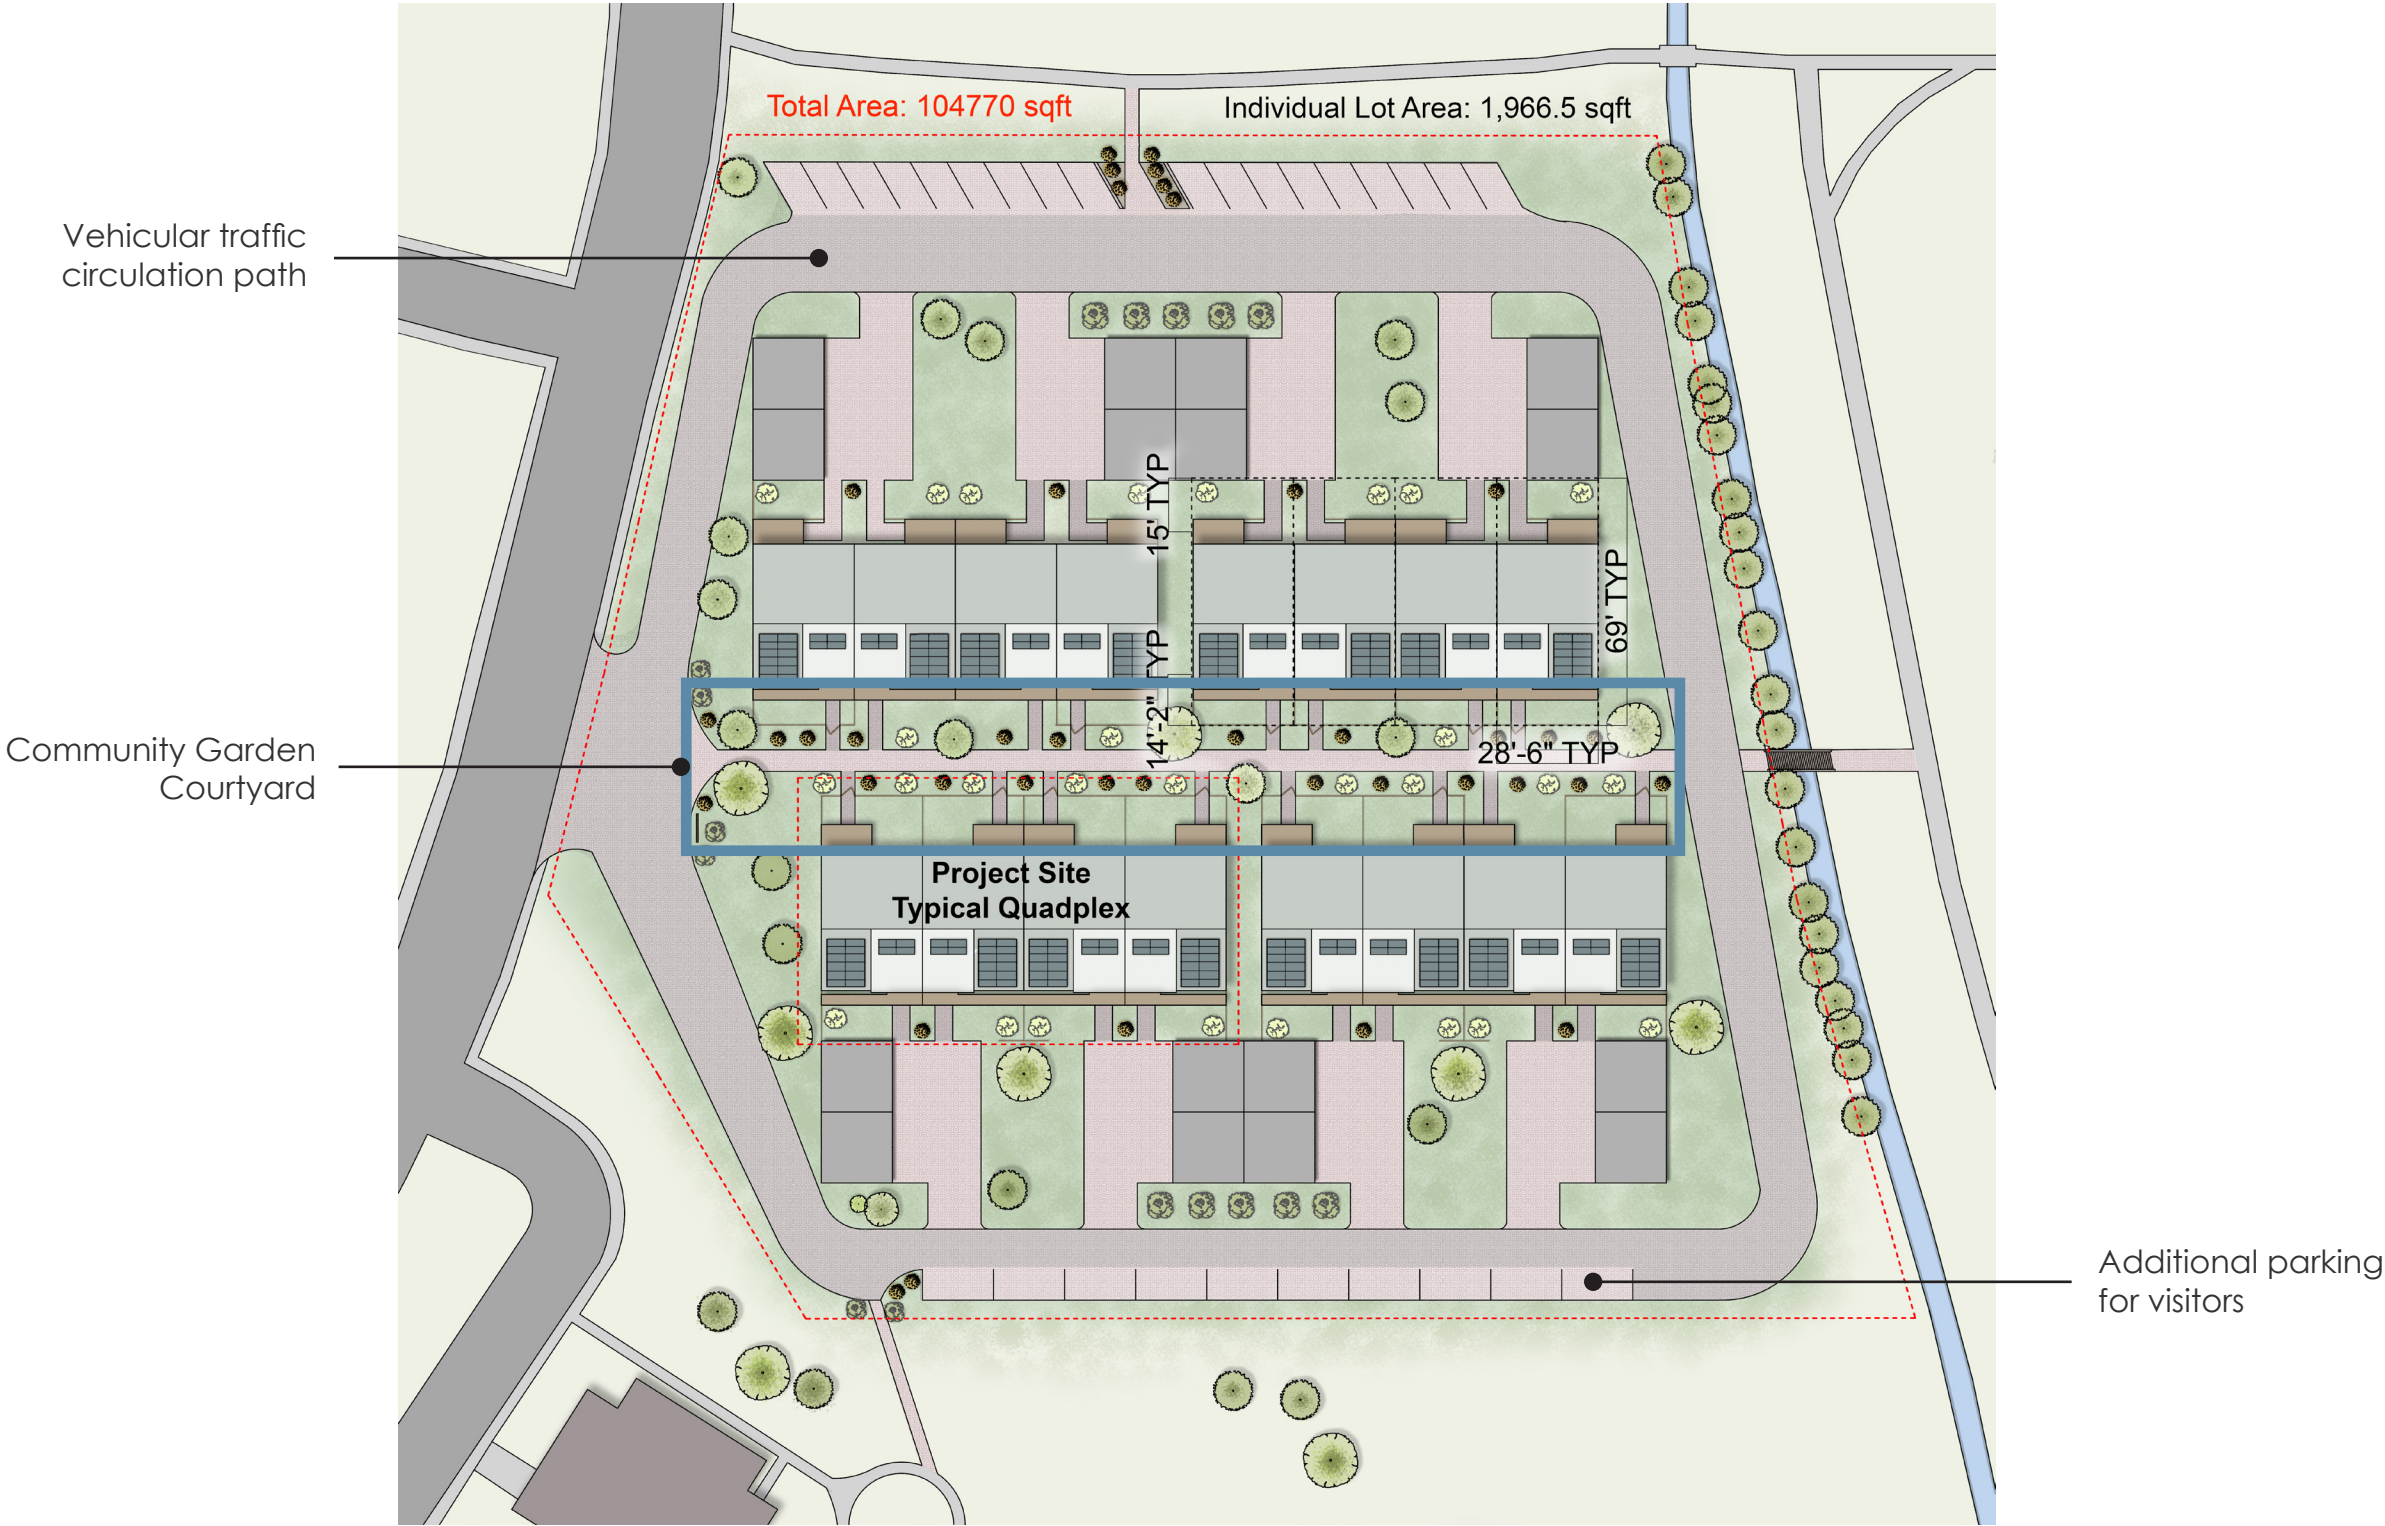 Total Area: 104770 sqft
Individual Lot Area: 1,966.5 sqft
Vehicular traffic
circulation path
15' TYP
69' TYP
14'-2" TYP
28'-6" TYP
Community Garden
Courtyard
Project Site
Typical Quadplex
Additional parking
for visitors